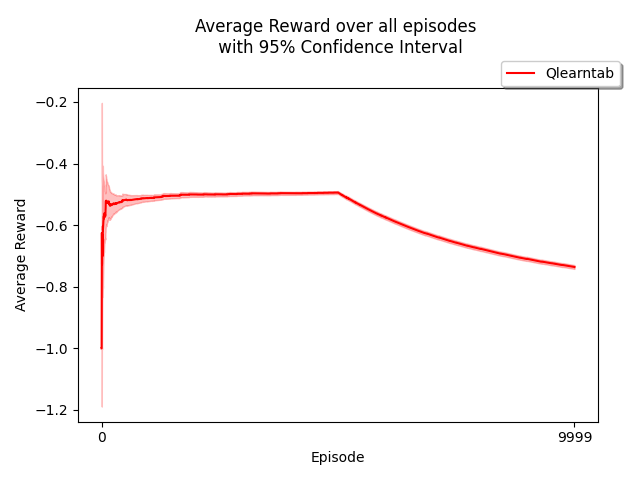 Average Reward over all episodes
with 95% Confidence Interval
Qlearntab
−0.2
−0.4
−0.6
−0.8
−1.0
−1.2
Average Reward
0
9999
Episode